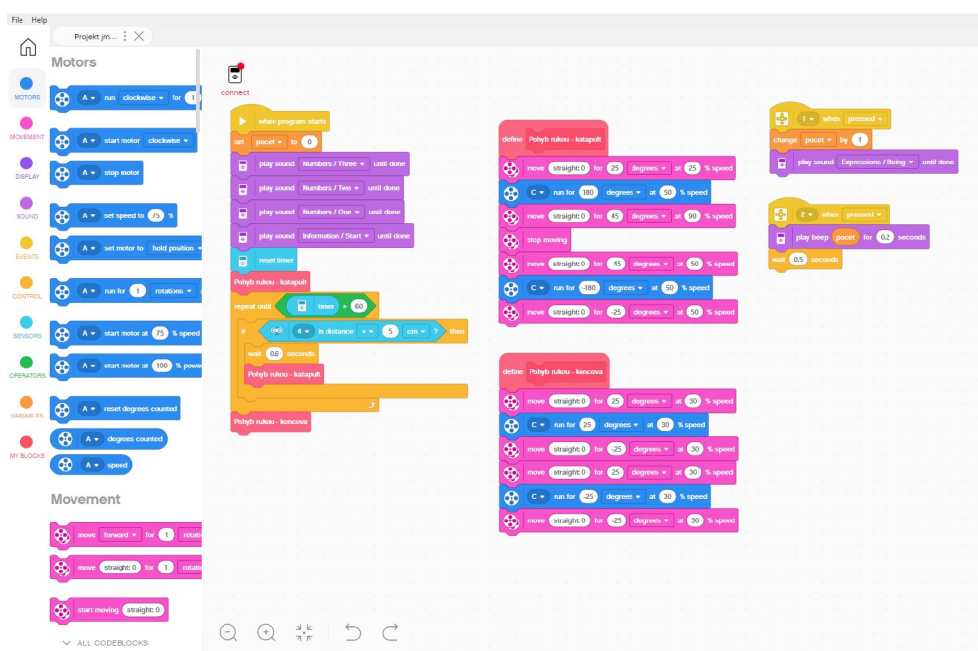 File Help
Projekt jm...
MOTORS
MOVEMENT
DISPLAY
SOUND
EVENTS
CONTROL
SENSORS
OPERATORS
VARIABLES
MY BLOCKS
Motors
A run clockwise for 1
A start motor clockwise
A stop motor
A set speed to 75 %
A set motor to hold position
A run for 1 rotations
A start motor at 75 % speed
A start motor at 100 % powe
A reset degrees counted
A degrees counted
A speed
Movement
move forward for 1 rotati
move straight: 0 for 1 rotati
start moving straight: 0
ALL CODEBLOCKS
connect
when program starts
set pocet to 0
play sound Numbers / Three until done
play sound Numbers / Two until done
play sound Numbers / One until done
play sound Information / Start until done
reset timer
Pohyb rukou - katapult
repeat until timer > 60
if 4 is distance 5 cm ? then
wait 0.6 seconds
Pohyb rukou - katapult
Pohyb rukou - koncova
define Pohyb rukou - katapult
move straight: 0 for 25 degrees at 25 % speed
C run for 180 degrees at 50 % speed
move straight: 0 for 45 degrees at 90 % speed
stop moving
move straight: 0 for -45 degrees at 50 % speed
C run for -180 degrees at 50 % speed
move straight: 0 for -25 degrees at 50 % speed
define Pohyb rukou - koncova
move straight: 0 for 25 degrees at 30 % speed
C run for 25 degrees at 30 % speed
move straight: 0 for -25 degrees at 30 % speed
move straight: 0 for 25 degrees at 30 % speed
C run for -25 degrees at 30 % speed
move straight: 0 for -25 degrees at 30 % speed
1 when pressed
change pocet by 1
play sound Expressions / Boing until done
2 when pressed
play beep pocet for 0.2 seconds
wait 0.5 seconds